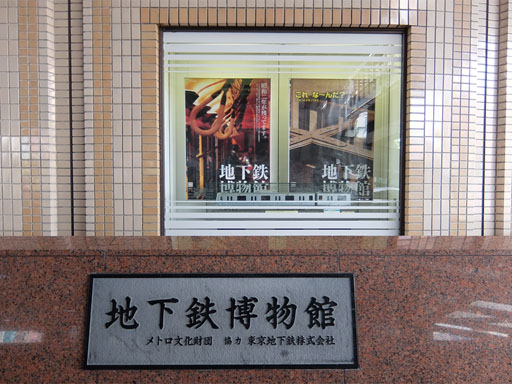 これ なーんだ?
地下鉄
博物館
地下鉄
博物館
地下鉄博物館
メトロ文化財団 協力 東京地下鉄株式会社